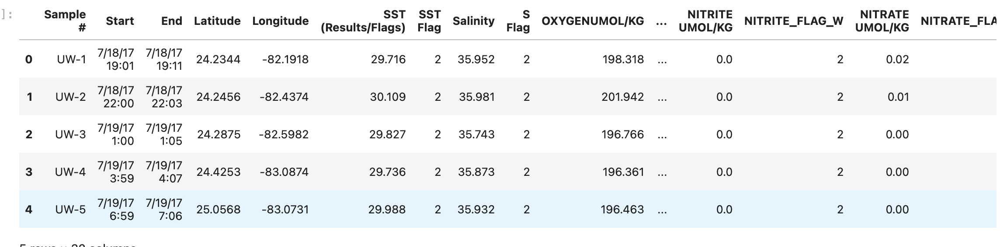 ]:
Sample # Start End Latitude Longitude SST (Results/Flags) SST Flag Salinity S Flag OXYGENUMOL/KG ... NITRITE UMOL/KG NITRITE_FLAG_W NITRATE UMOL/KG NITRATE_FLA
0 UW-1 7/18/17 19:01 7/18/17 19:11 24.2344 -82.1918 29.716 2 35.952 2 198.318 ... 0.0 2 0.02
1 UW-2 7/18/17 22:00 7/18/17 22:03 24.2456 -82.4374 30.109 2 35.981 2 201.942 ... 0.0 2 0.01
2 UW-3 7/19/17 1:00 7/19/17 1:05 24.2875 -82.5982 29.827 2 35.743 2 196.766 ... 0.0 2 0.00
3 UW-4 7/19/17 3:59 7/19/17 4:07 24.4253 -83.0874 29.736 2 35.873 2 196.361 ... 0.0 2 0.00
4 UW-5 7/19/17 6:59 7/19/17 7:06 25.0568 -83.0731 29.988 2 35.932 2 196.463 ... 0.0 2 0.00
rows columns